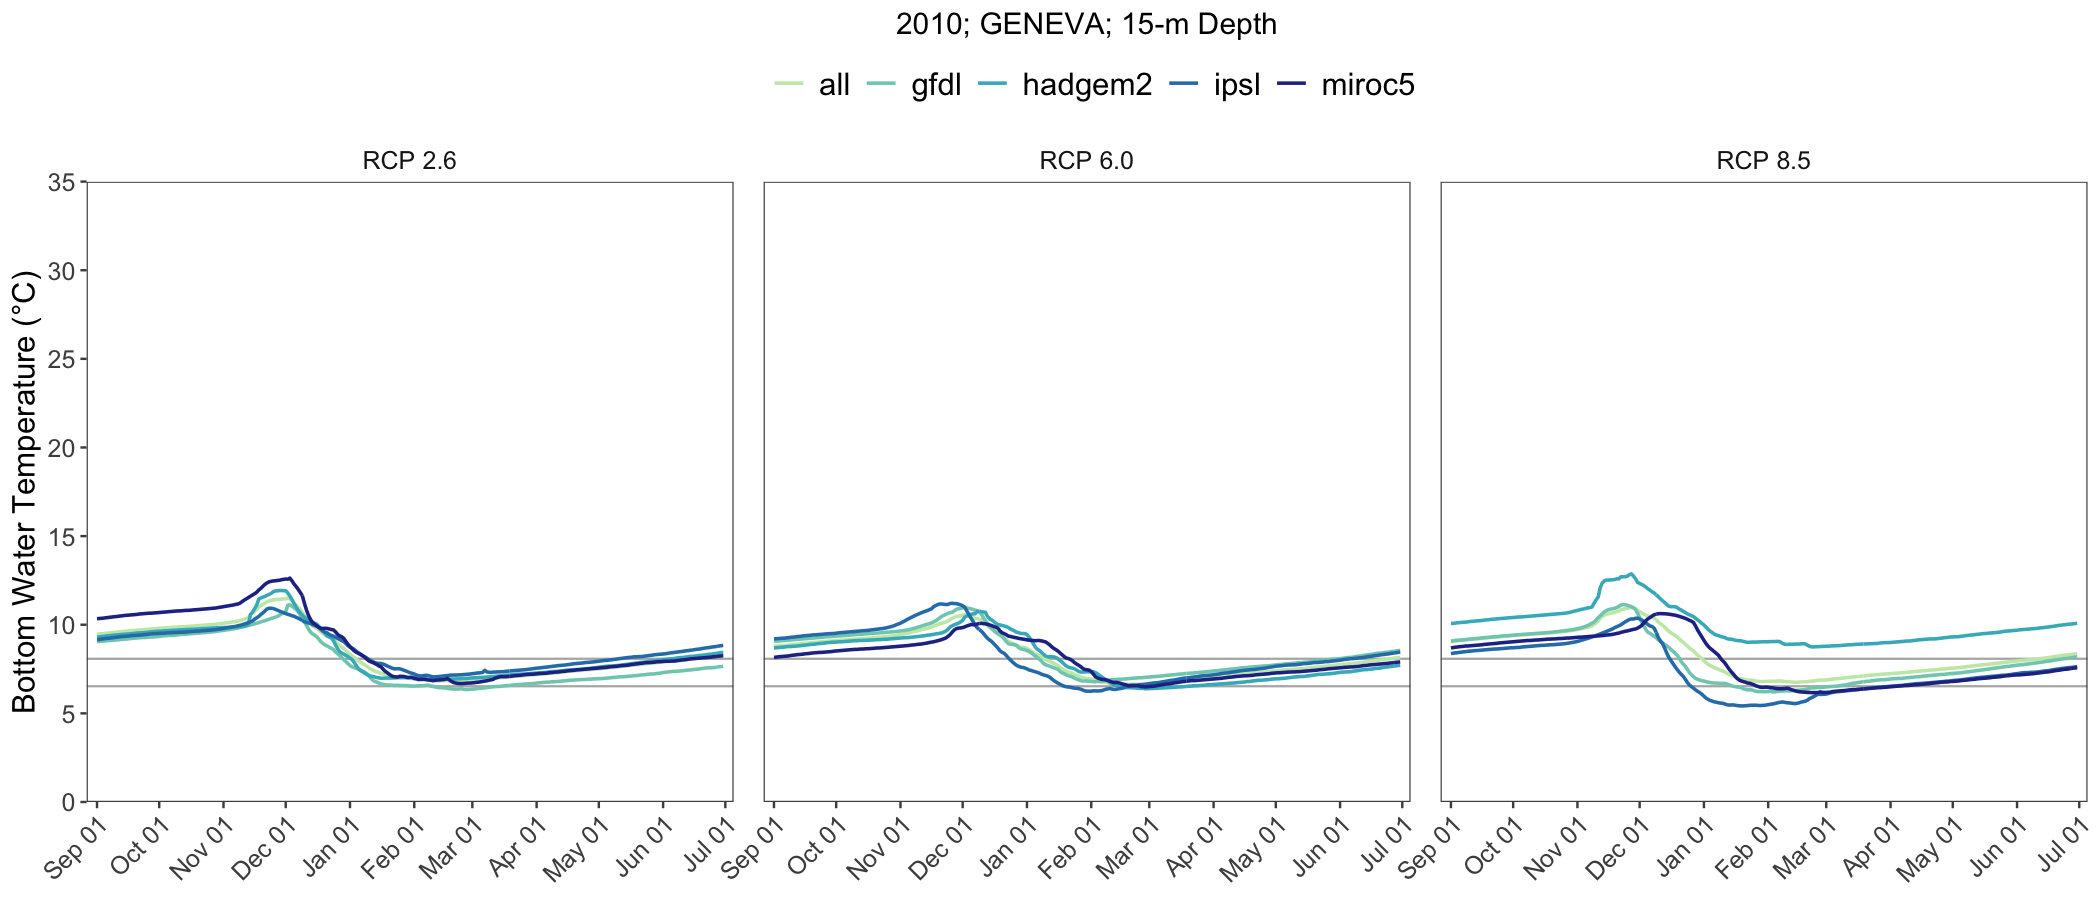 2010; GENEVA; 15-m Depth
all gfdl hadgem2 ipsl miroc5
RCP 2.6 RCP 6.0 RCP 8.5
Bottom Water Temperature (°C)
35
30
25
20
15
10
5
0
Sep 01 Oct 01 Nov 01 Dec 01 Jan 01 Feb 01 Mar 01 Apr 01 May 01 Jun 01 Jul 01 Sep 01 Oct 01 Nov 01 Dec 01 Jan 01 Feb 01 Mar 01 Apr 01 May 01 Jun 01 Jul 01 Sep 01 Oct 01 Nov 01 Dec 01 Jan 01 Feb 01 Mar 01 Apr 01 May 01 Jun 01 Jul 01